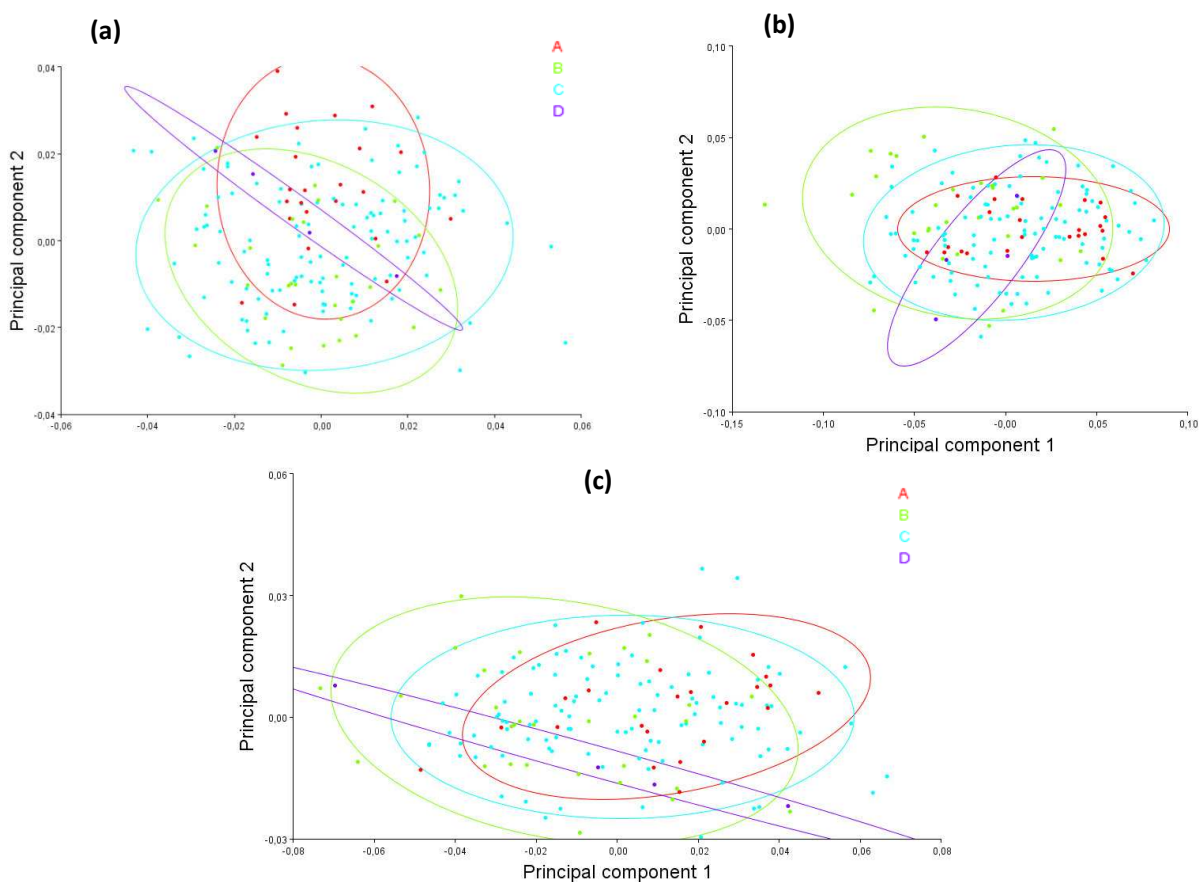 (a)
A
B
C
D
Principal component 2
0,04
0,02
0,00
-0,02
-0,04
-0,06
-0,04
-0,02
0,00
0,02
0,04
0,06
(b)
Principal component 2
0,10
0,05
0,00
-0,05
-0,10
-0,15
-0,10
-0,05
-0,00
0,05
0,10
Principal component 1
(c)
A
B
C
D
Principal component 2
0,06
0,03
0,00
-0,03
-0,08
-0,06
-0,04
-0,02
0,00
0,02
0,04
0,06
0,08
Principal component 1